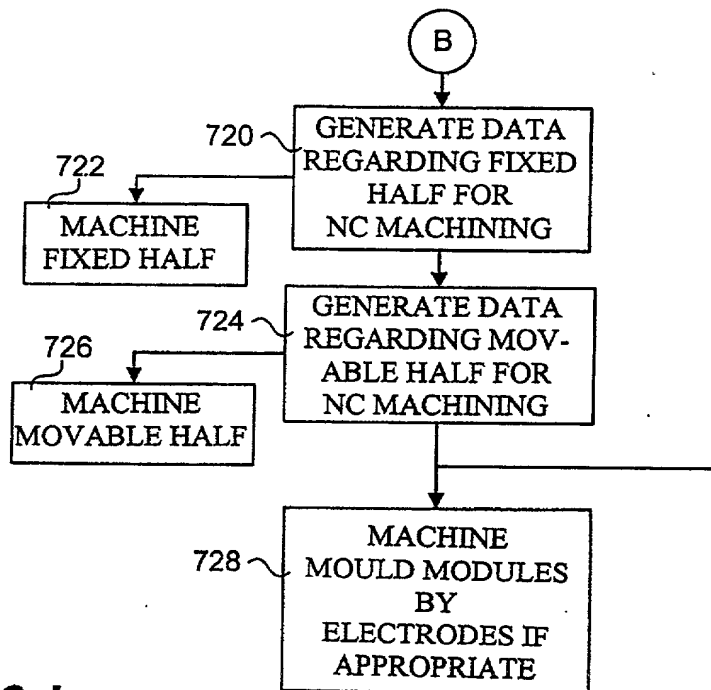 B
720
GENERATE DATA
REGARDING FIXED
HALF FOR
NC MACHINING
722
MACHINE
FIXED HALF
724
GENERATE DATA
REGARDING MOV-
ABLE HALF FOR
NC MACHINING
726
MACHINE
MOVABLE HALF
728
MACHINE
MOULD MODULES
BY
ELECTRODES IF
APPROPRIATE